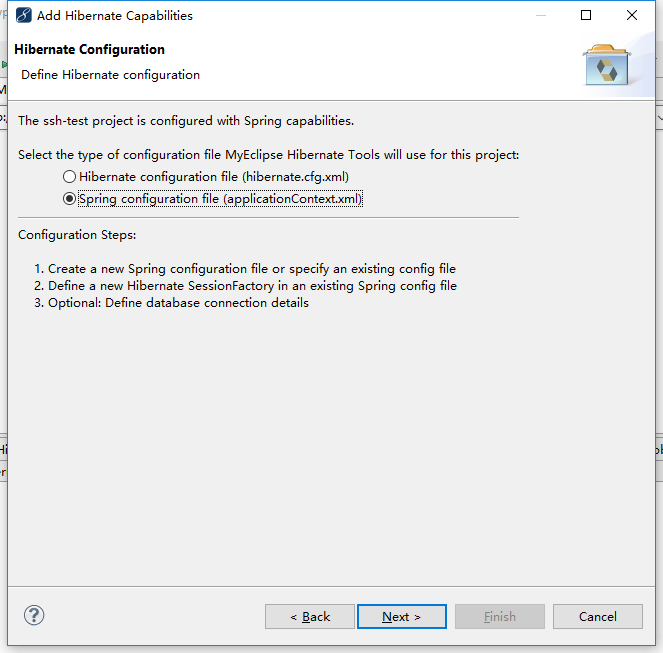 Add Hibernate Capabilities
Hibernate Configuration
Define Hibernate configuration
The ssh-test project is configured with Spring capabilities.
Select the type of configuration file MyEclipse Hibernate Tools will use for this project:
Hibernate configuration file (hibernate.cfg.xml)
Spring configuration file (applicationContext.xml)
Configuration Steps:
1. Create a new Spring configuration file or specify an existing config file
2. Define a new Hibernate SessionFactory in an existing Spring config file
3. Optional: Define database connection details
?
< Back
Next >
Finish
Cancel